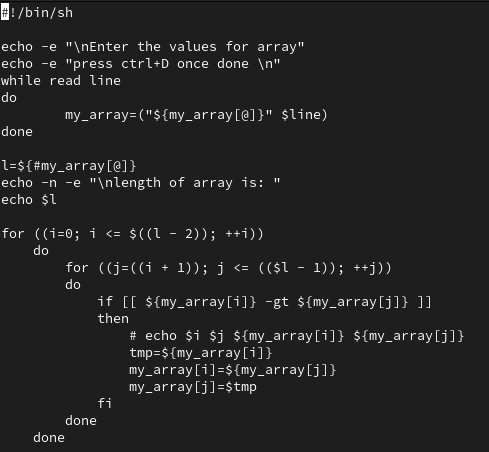 #!/bin/sh

echo -e "\nEnter the values for array"
echo -e "press ctrl+D once done \n"
while read line
do
        my_array=("${my_array[@]}" $line)
done

l=${#my_array[@]}
echo -n -e "\nlength of array is: "
echo $l

for ((i=0; i <= $((l - 2)); ++i))
    do
        for ((j=((i + 1)); j <= (($l - 1)); ++j))
        do
            if [[ ${my_array[i]} -gt ${my_array[j]} ]]
            then
                # echo $i $j ${my_array[i]} ${my_array[j]}
                tmp=${my_array[i]}
                my_array[i]=${my_array[j]}
                my_array[j]=$tmp
            fi
        done
    done